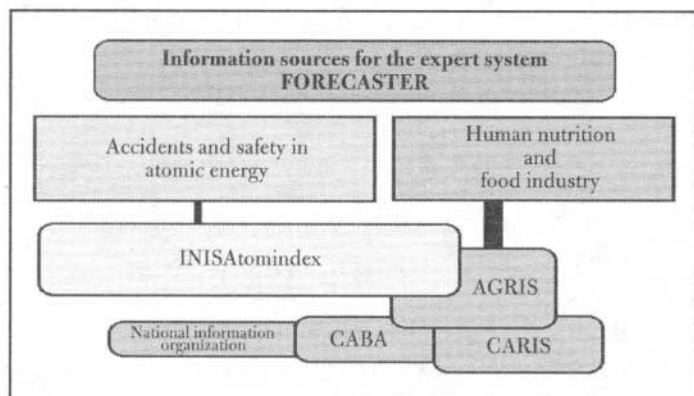 Information sources for the expert system
FORECASTER
Accidents and safety in
atomic energy
Human nutrition
and
food industry
INISAtomindex
AGRIS
National information
organization
CABA
CARIS